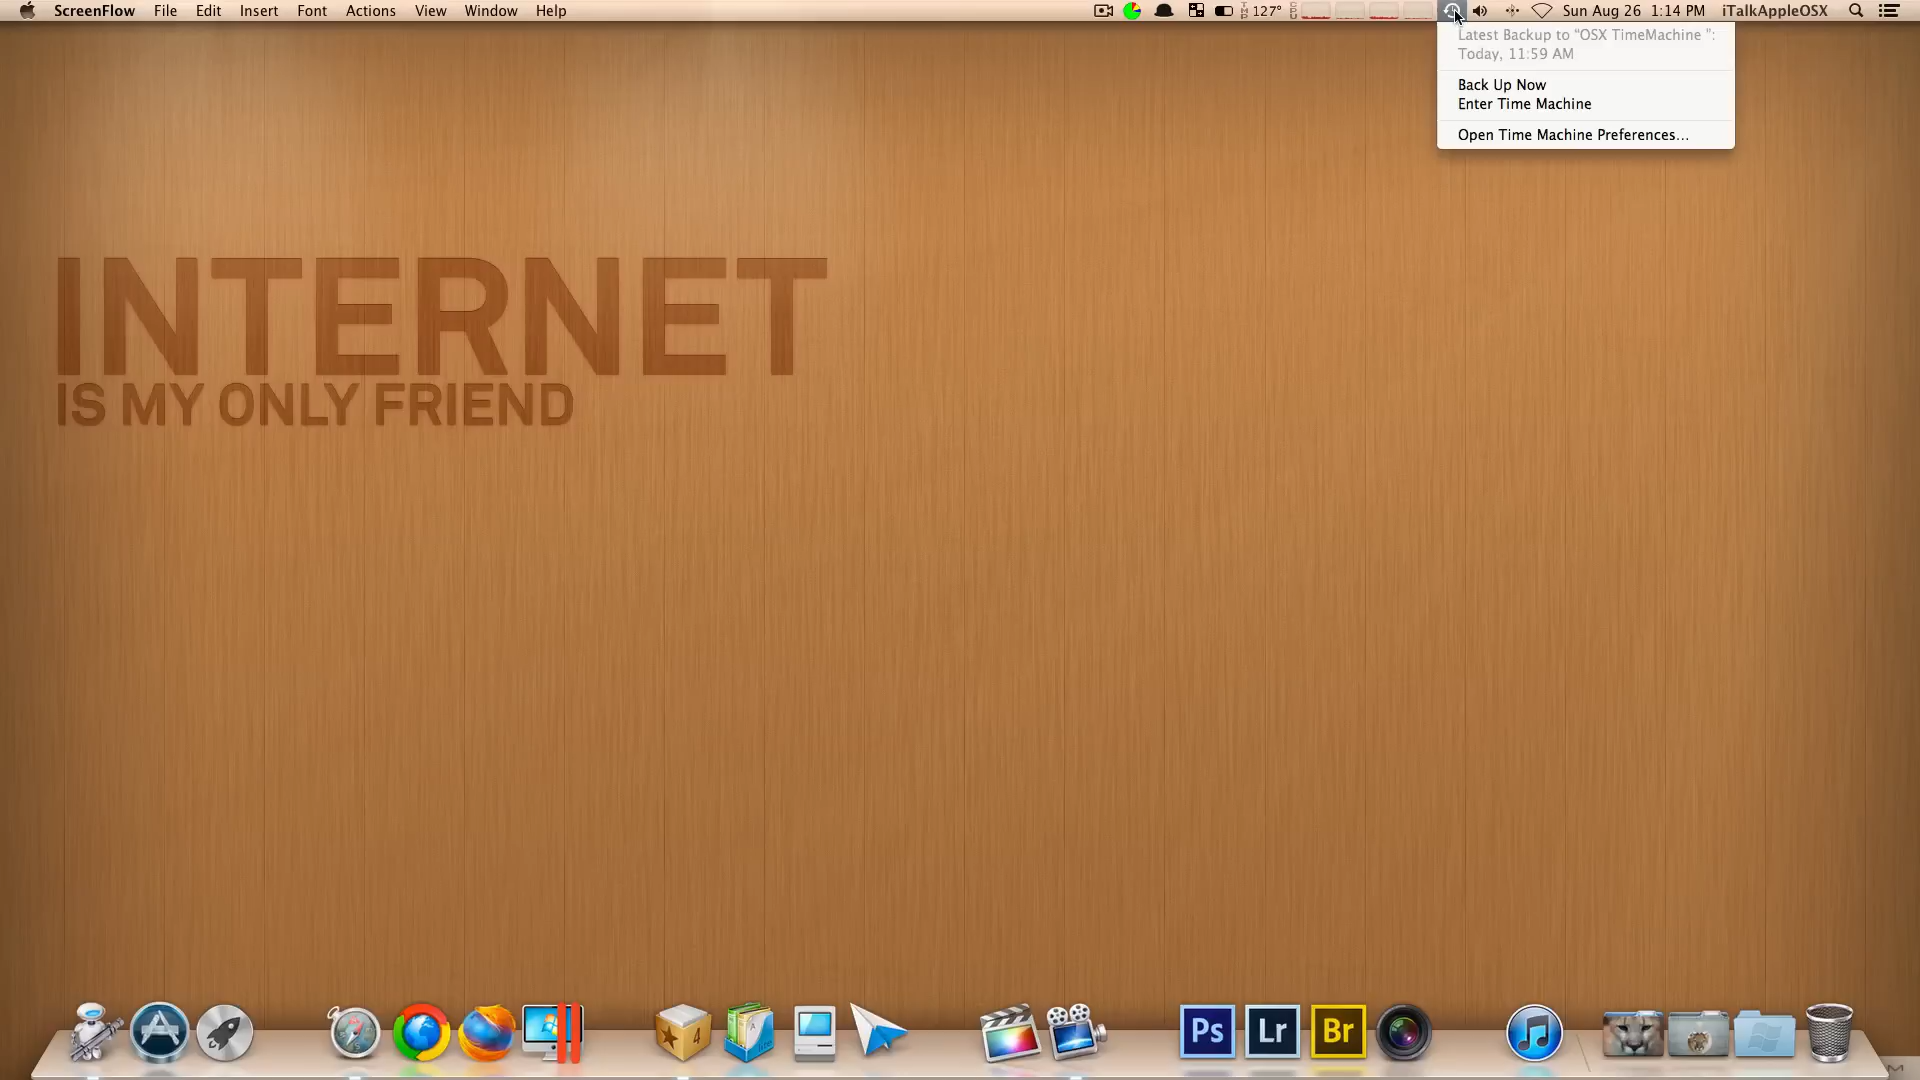 ScreenFlow File Edit Insert Font Actions View Window Help 127° Sun Aug 26 1:14 PM iTalkAppleOSX
Latest Backup to “OSX TimeMachine ”:
Today, 11:59 AM
Back Up Now
Enter Time Machine
Open Time Machine Preferences...
INTERNET
IS MY ONLY FRIEND
4
Ps Lr Br